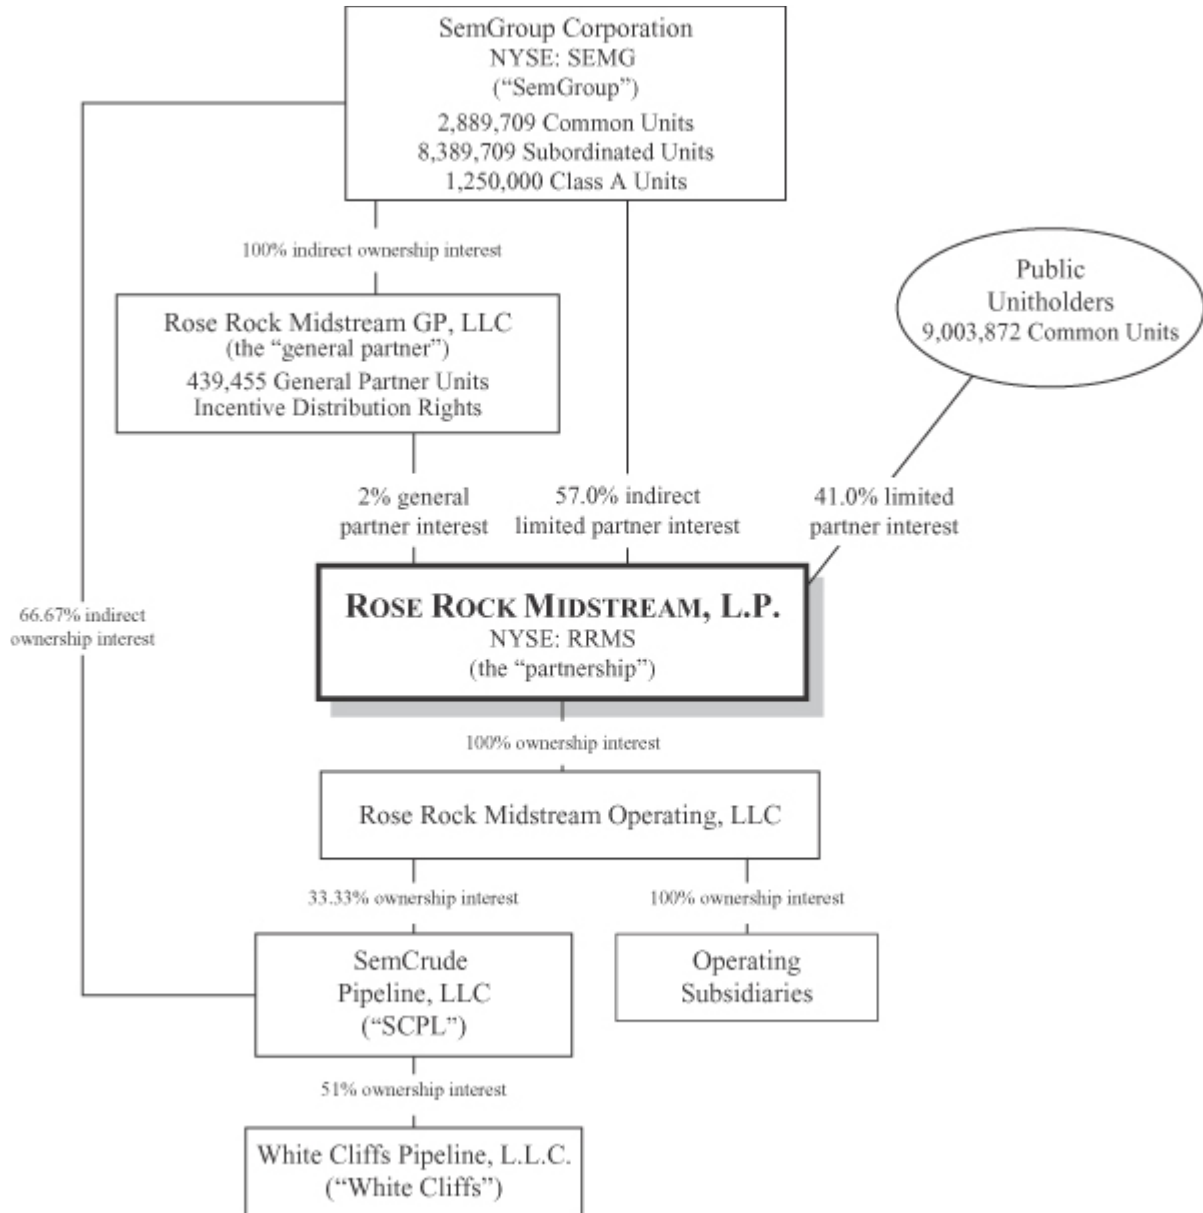 SemGroup Corporation
NYSE: SEMG
(“SemGroup”)
2,889,709 Common Units
8,389,709 Subordinated Units
1,250,000 Class A Units
100% indirect ownership interest
Public
Unitholders
9,003,872 Common Units
Rose Rock Midstream GP, LLC
(the “general partner”)
439,455 General Partner Units
Incentive Distribution Rights
2% general
partner interest
57.0% indirect
limited partner interest
41.0% limited
partner interest
66.67% indirect
ownership interest
ROSE ROCK MIDSTREAM, L.P.
NYSE: RRMS
(the “partnership”)
100% ownership interest
Rose Rock Midstream Operating, LLC
33.33% ownership interest
100% ownership interest
SemCrude
Pipeline, LLC
(“SCPL”)
Operating
Subsidiaries
51% ownership interest
White Cliffs Pipeline, L.L.C.
(“White Cliffs”)